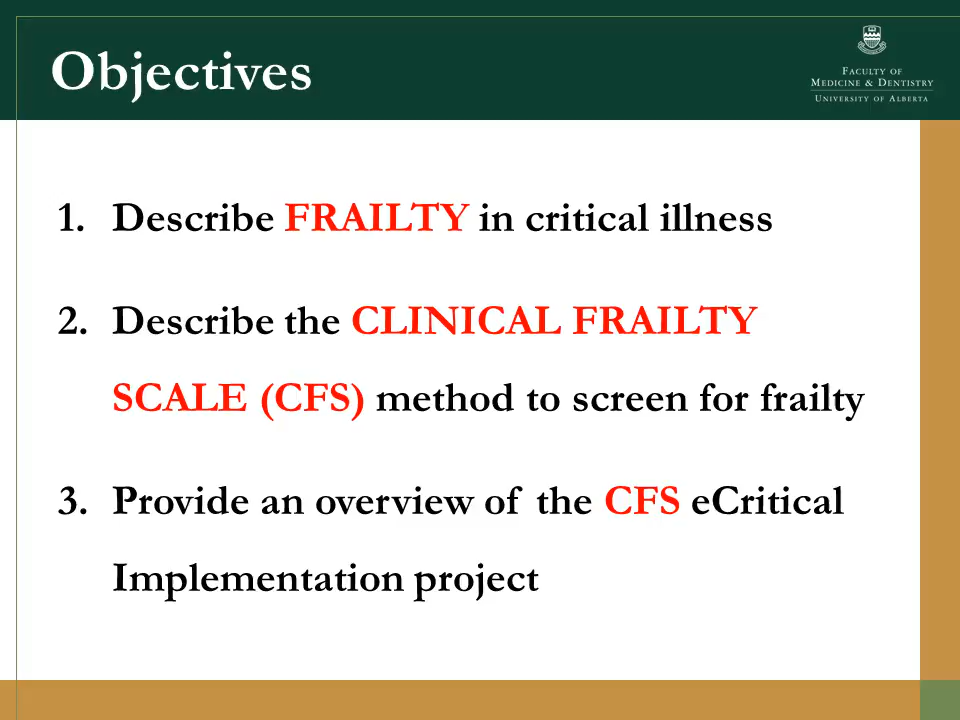 Objectives
FACULTY OF
MEDICINE & DENTISTRY
UNIVERSITY OF ALBERTA
1. Describe FRAILTY in critical illness
2. Describe the CLINICAL FRAILTY
SCALE (CFS) method to screen for frailty
3. Provide an overview of the CFS eCritical
Implementation project